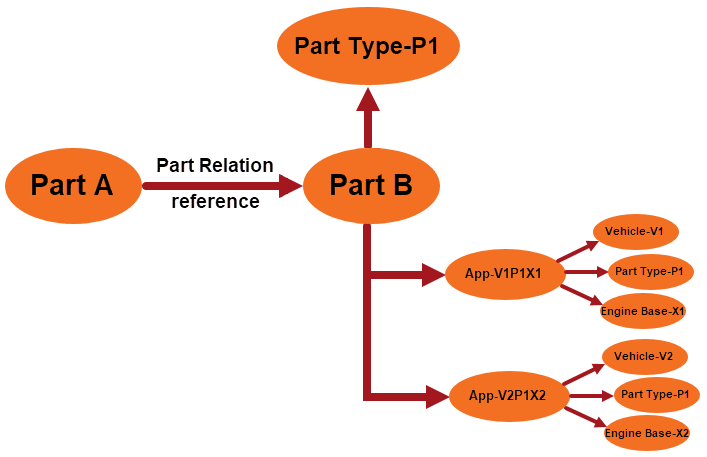 Part Type-P1
Part Relation
reference
Part A
Part B
Vehicle-V1
App-V1P1X1
Part Type-P1
Engine Base-X1
Vehicle-V2
App-V2P1X2
Part Type-P1
Engine Base-X2